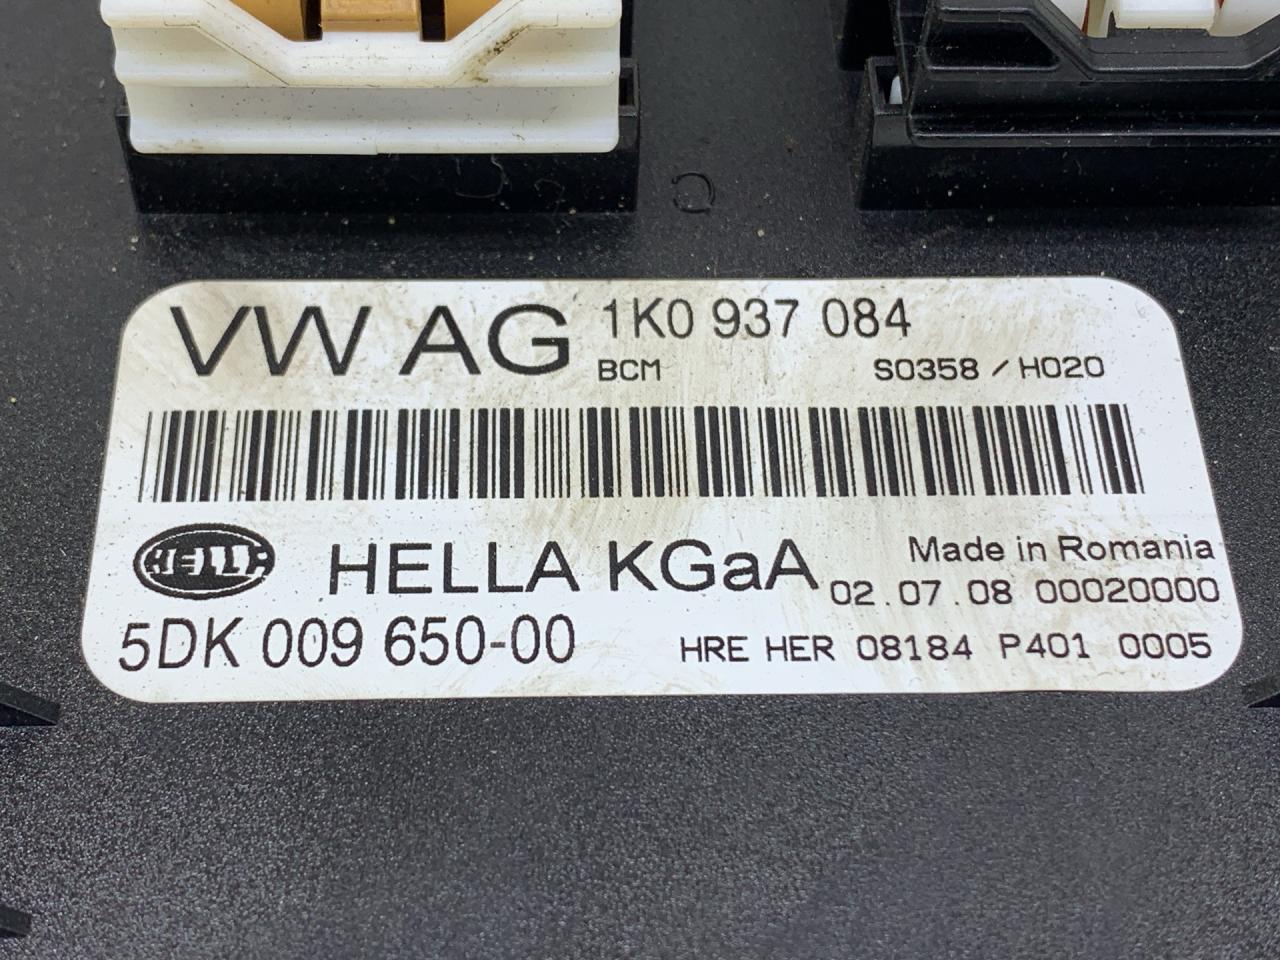 VW AG 1K0 937 084
BCM S0358 / H020
HELLA HELLA KGaA Made in Romania
02.07.08 00020000
5DK 009 650-00 HRE HER 08184 P401 0005